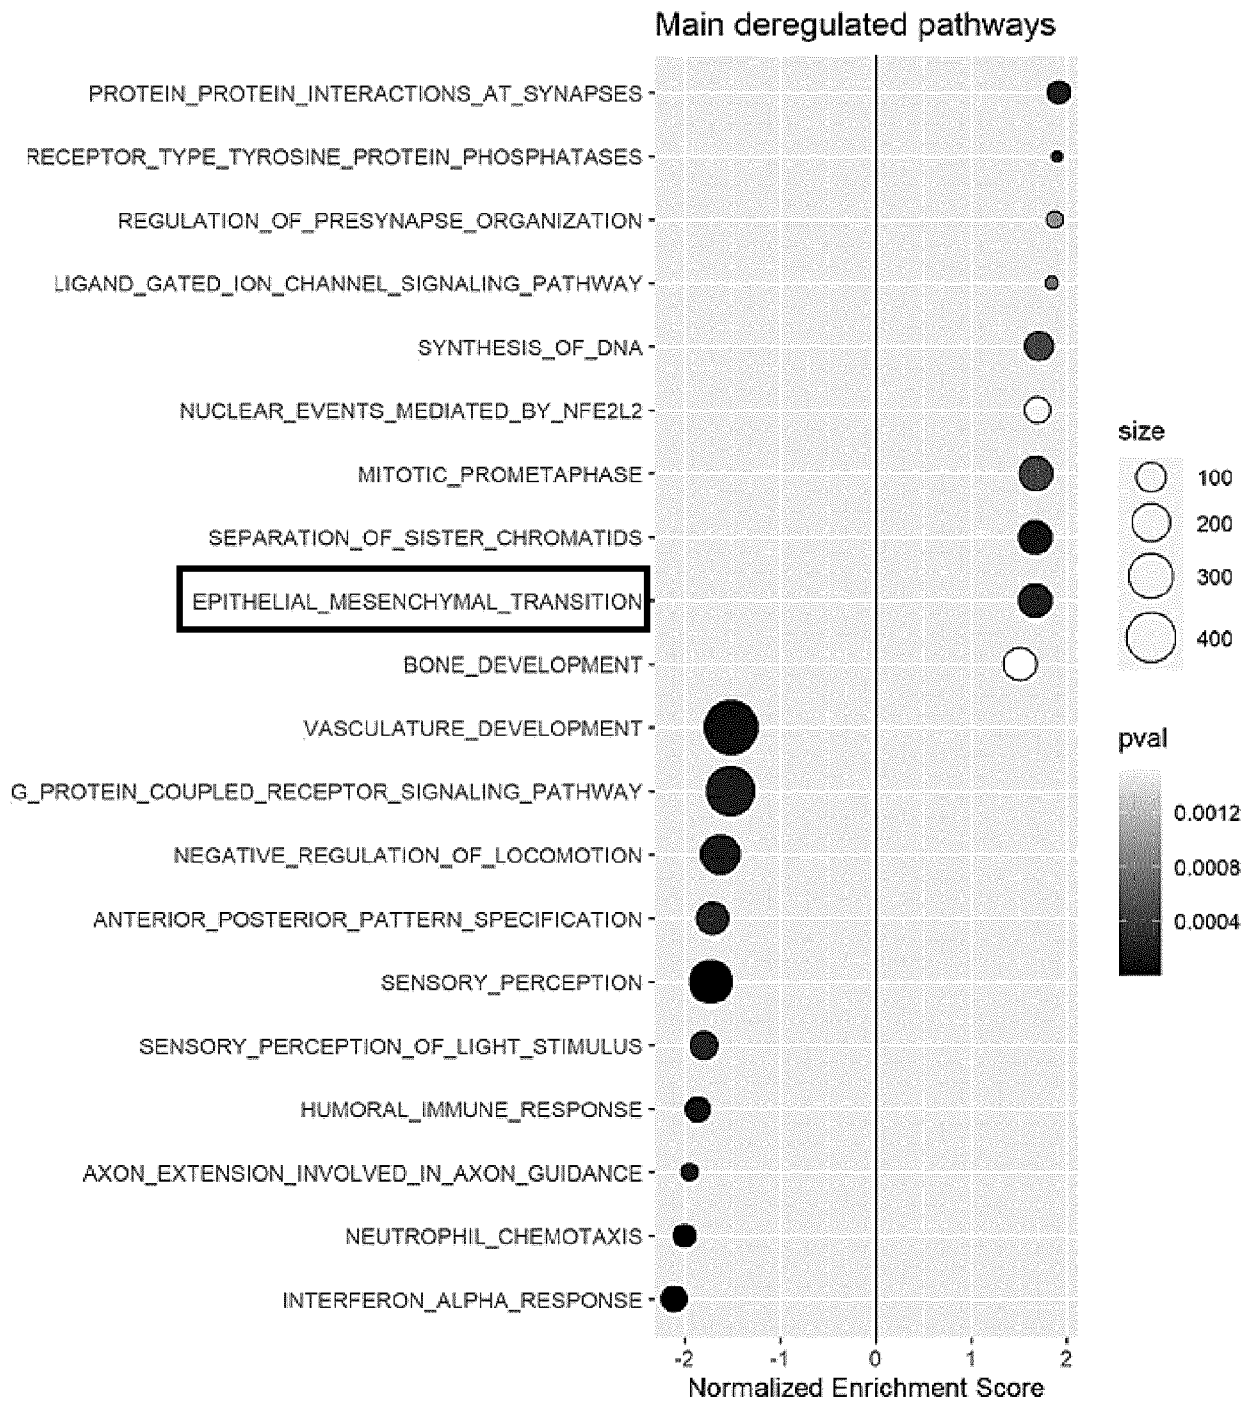 Main deregulated pathways
PROTEIN_PROTEIN_INTERACTIONS_AT_SYNAPSES
RECEPTOR_TYPE_TYROSINE_PROTEIN_PHOSPHATASES
REGULATION_OF_PRESYNAPSE_ORGANIZATION
LIGAND_GATED_ION_CHANNEL_SIGNALING_PATHWAY
SYNTHESIS_OF_DNA
NUCLEAR_EVENTS_MEDIATED_BY_NFE2L2
MITOTIC_PROMETAPHASE
SEPARATION_OF_SISTER_CHROMATIDS
EPITHELIAL_MESENCHYMAL_TRANSITION
BONE_DEVELOPMENT
VASCULATURE_DEVELOPMENT
G_PROTEIN_COUPLED_RECEPTOR_SIGNALING_PATHWAY
NEGATIVE_REGULATION_OF_LOCOMOTION
ANTERIOR_POSTERIOR_PATTERN_SPECIFICATION
SENSORY_PERCEPTION
SENSORY_PERCEPTION_OF_LIGHT_STIMULUS
HUMORAL_IMMUNE_RESPONSE
AXON_EXTENSION_INVOLVED_IN_AXON_GUIDANCE
NEUTROPHIL_CHEMOTAXIS
INTERFERON_ALPHA_RESPONSE
-2 -1 0 1 2
Normalized Enrichment Score
size
100
200
300
400
pval
0.0012
0.0008
0.0004